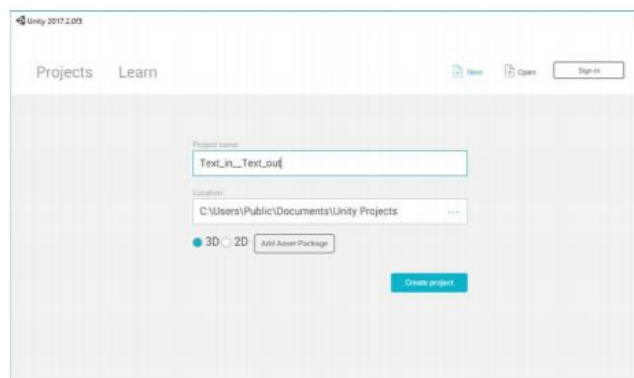 Unity 2017.2.0f3
Projects Learn New Open Sign in
Project name
Text_in__Text_out
Location
C:\Users\Public\Documents\Unity Projects ...
3D 2D Add Asset Package
Create project